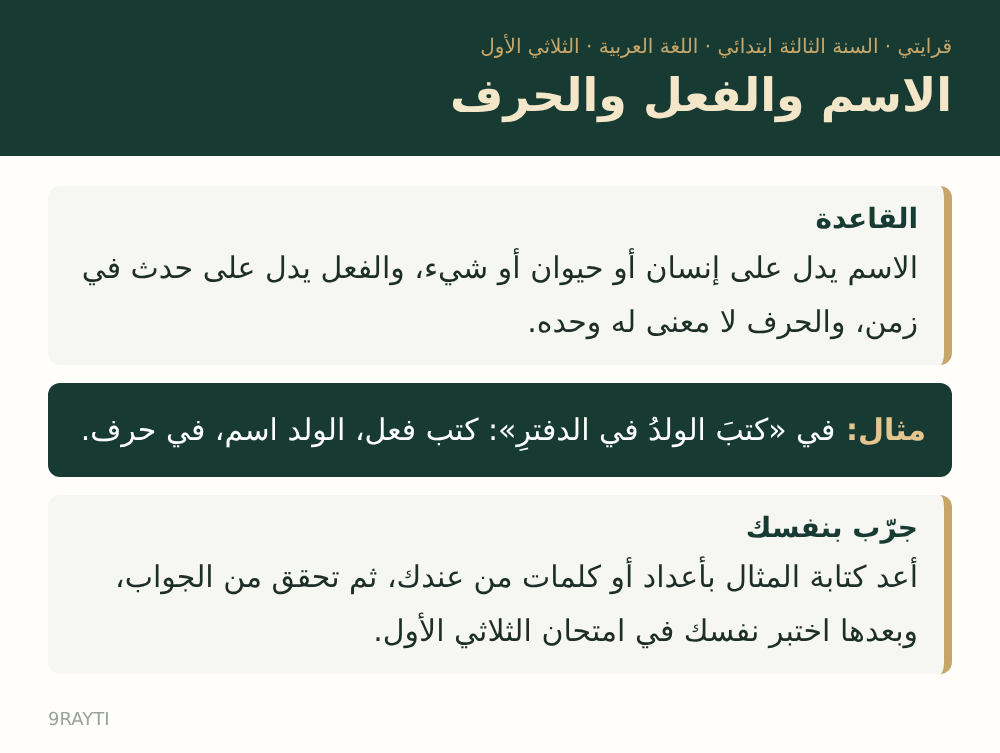 قرايتي · السنة الثالثة ابتدائي · اللغة العربية · الثلاثي الأول
الاسم والفعل والحرف
القاعدة
الاسم يدل على إنسان أو حيوان أو شيء، والفعل يدل على حدث في
زمن، والحرف لا معنى له وحده.
مثال: في «كتبَ الولدُ في الدفترِ»: كتب فعل، الولد اسم، في حرف.
جرّب بنفسك
أعد كتابة المثال بأعداد أو كلمات من عندك، ثم تحقق من الجواب،
وبعدها اختبر نفسك في امتحان الثلاثي الأول.
9RAYTI